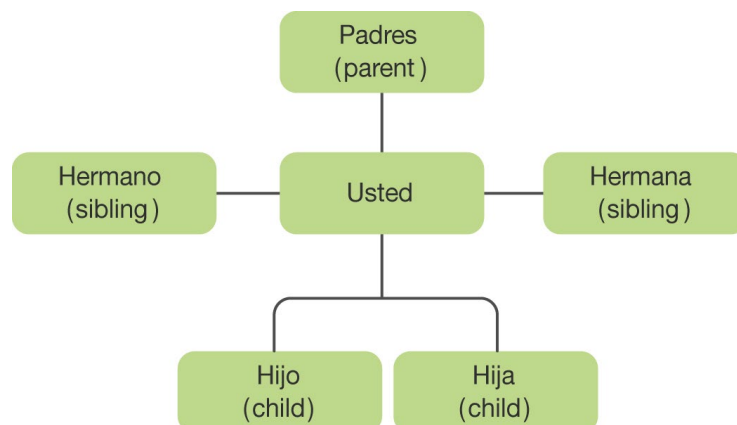 Padres
(parent)
Hermano
(sibling)
Usted
Hermana
(sibling)
Hijo
(child)
Hija
(child)